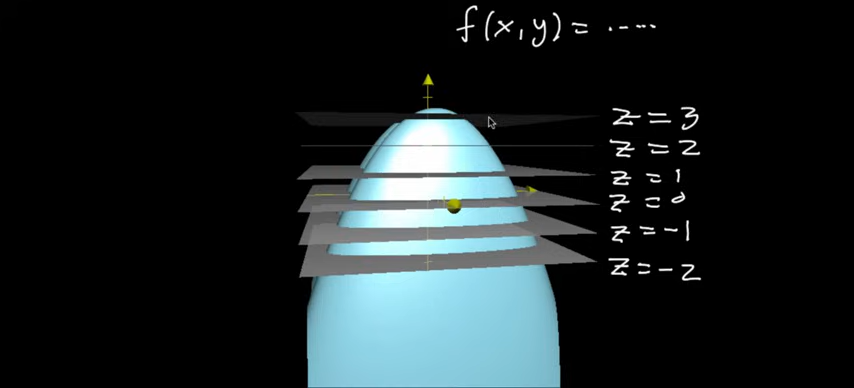 f(x,y) = .....
z = 3
z = 2
z = 1
z = 0
z = -1
z = -2